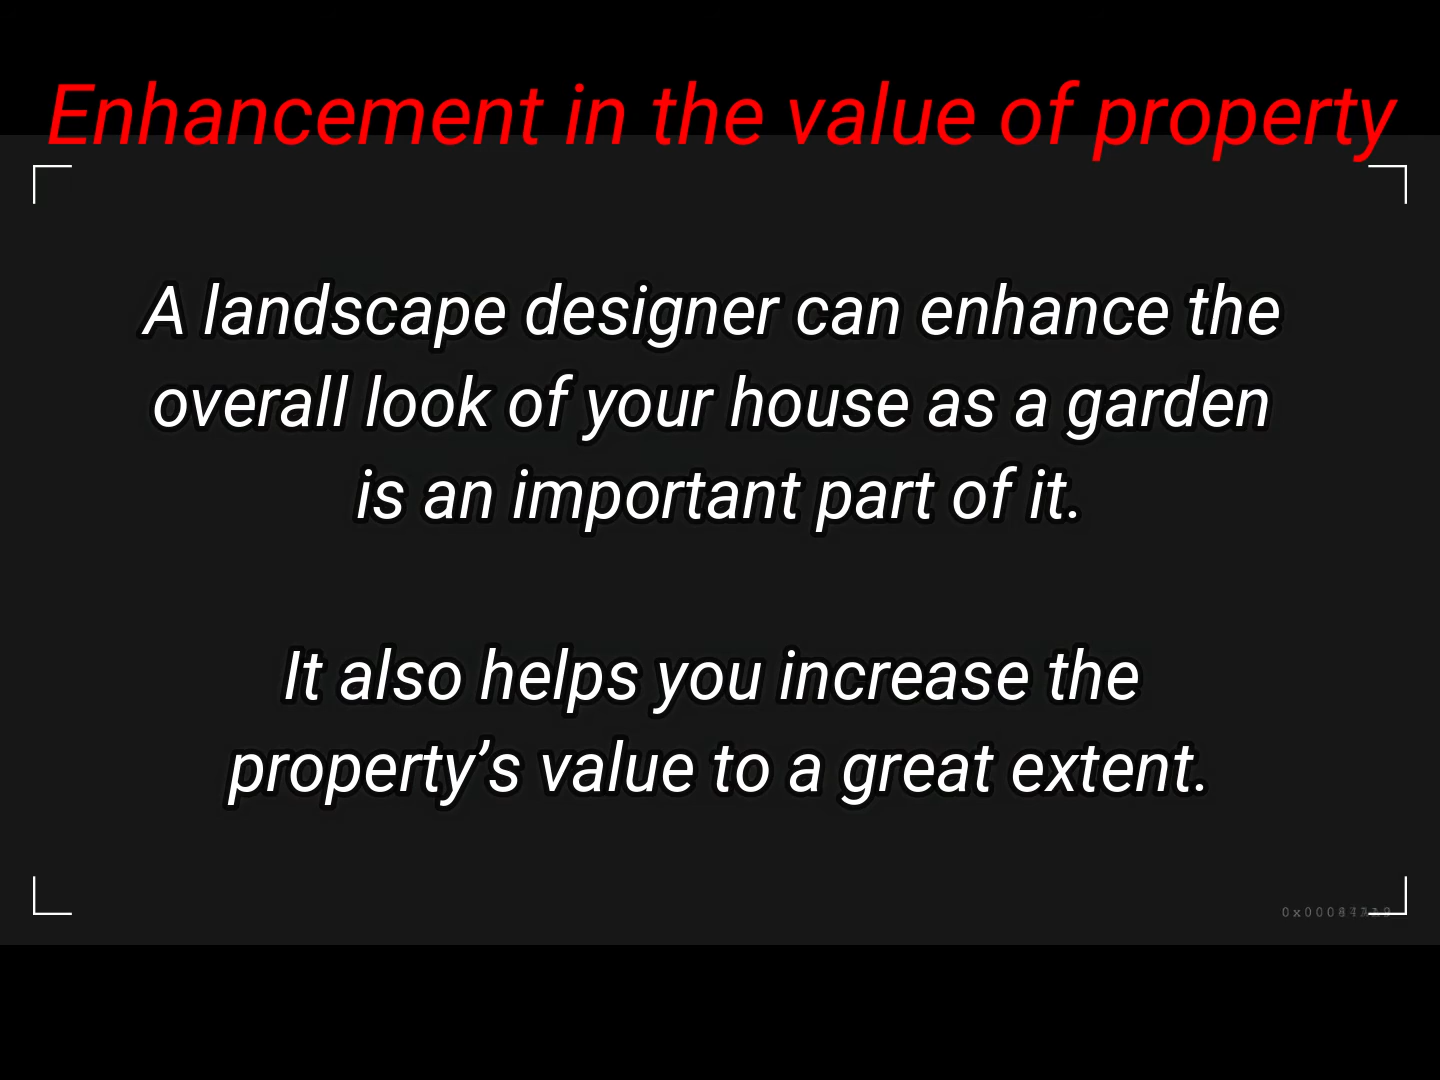 Enhancement in the value of property
A landscape designer can enhance the
overall look of your house as a garden
is an important part of it.
It also helps you increase the
property’s value to a great extent.